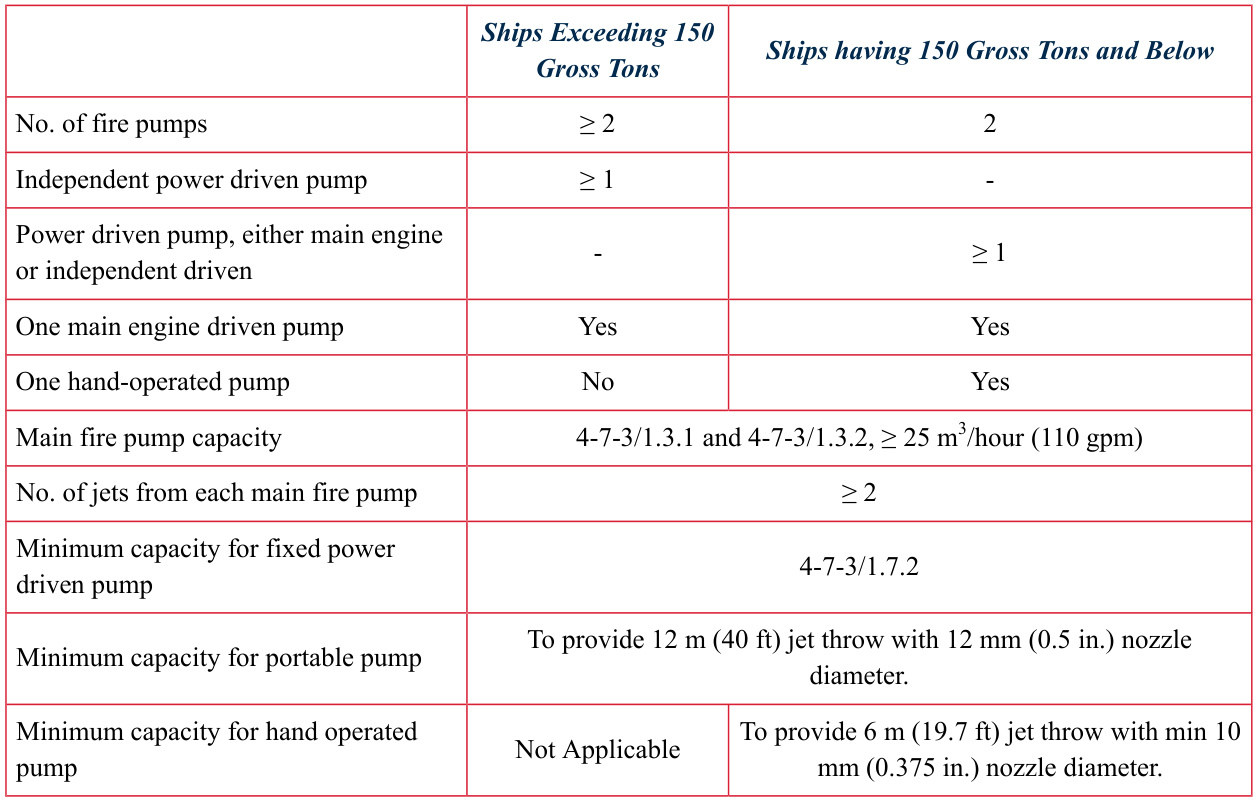 Ships Exceeding 150
Gross Tons
Ships having 150 Gross Tons and Below
No. of fire pumps
≥ 2
2
Independent power driven pump
≥ 1
-
Power driven pump, either main engine
or independent driven
-
≥ 1
One main engine driven pump
Yes
Yes
One hand-operated pump
No
Yes
Main fire pump capacity
4-7-3/1.3.1 and 4-7-3/1.3.2, ≥ 25 m³/hour (110 gpm)
No. of jets from each main fire pump
≥ 2
Minimum capacity for fixed power
driven pump
4-7-3/1.7.2
Minimum capacity for portable pump
To provide 12 m (40 ft) jet throw with 12 mm (0.5 in.) nozzle
diameter.
Minimum capacity for hand operated
pump
Not Applicable
To provide 6 m (19.7 ft) jet throw with min 10
mm (0.375 in.) nozzle diameter.